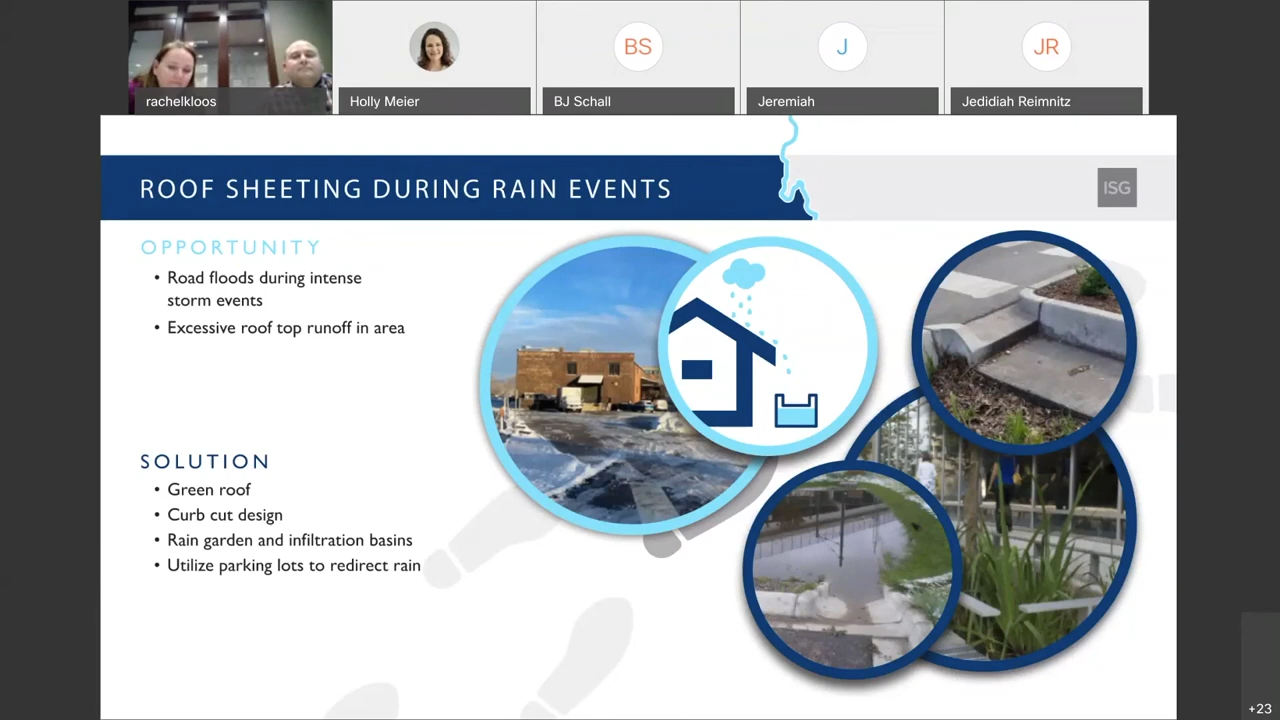 BS
J
JR
rachelkloos
Holly Meier
BJ Schall
Jeremiah
Jedidiah Reimnitz
ROOF SHEETING DURING RAIN EVENTS
ISG
OPPORTUNITY
• Road floods during intense
storm events
• Excessive roof top runoff in area
SOLUTION
• Green roof
• Curb cut design
• Rain garden and infiltration basins
• Utilize parking lots to redirect rain
+23